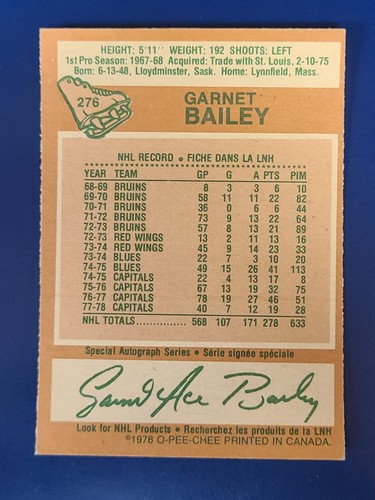 HEIGHT: 5'11" WEIGHT: 192 SHOOTS: LEFT
1st Pro Season: 1967-68 Acquired: Trade with St. Louis, 2-10-75
Born: 6-13-48, Lloydminster, Sask. Home: Lynnfield, Mass.
276
GARNET
BAILEY
NHL RECORD • FICHE DANS LA LNH
YEAR TEAM GP G A PTS PIM
68-69 BRUINS 8 3 3 6 10
69-70 BRUINS 58 11 11 22 82
70-71 BRUINS 36 0 6 6 44
71-72 BRUINS 73 9 13 22 64
72-73 BRUINS 57 8 13 21 89
72-73 RED WINGS 13 2 11 13 16
73-74 RED WINGS 45 9 14 23 33
73-74 BLUES 22 7 3 10 20
74-75 BLUES 49 15 26 41 113
74-75 CAPITALS 22 4 13 17 8
75-76 CAPITALS 67 13 19 32 75
76-77 CAPITALS 78 19 27 46 51
77-78 CAPITALS 40 7 12 19 28
NHL TOTALS................ 568 107 171 278 633
Special Autograph Series • Série signée spéciale
Garnet Ace Bailey
Look for NHL Products • Recherchez les produits de la LNH
©1978 O-PEE-CHEE PRINTED IN CANADA.